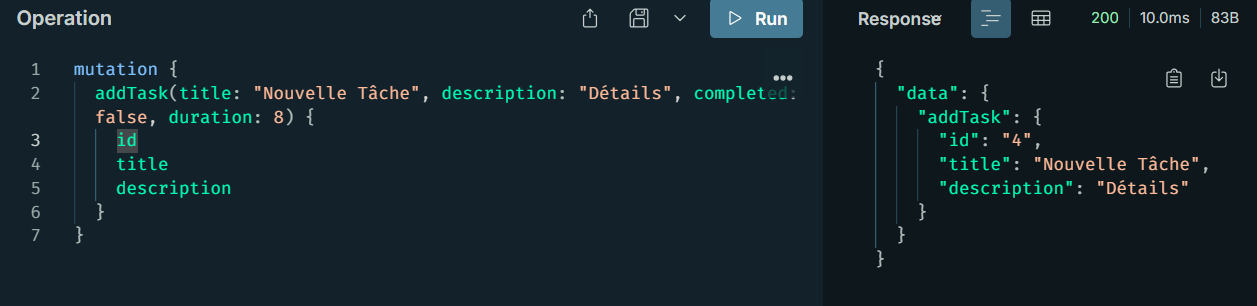 Operation
Run
1 mutation {
2 addTask(title: "Nouvelle Tâche", description: "Détails", completed:
false, duration: 8) {
3 id
4 title
5 description
6 }
7 }
Response
200 10.0ms 83B
{
"data": {
"addTask": {
"id": "4",
"title": "Nouvelle Tâche",
"description": "Détails"
}
}
}